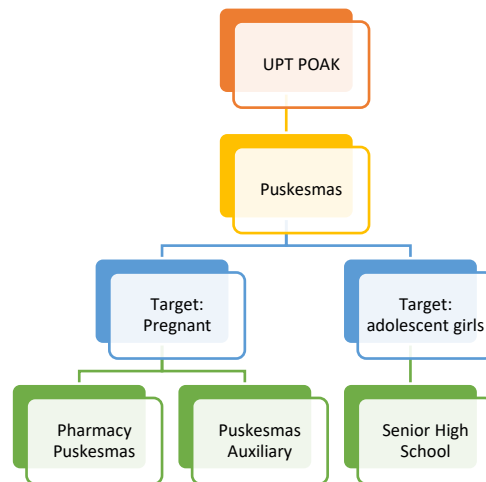 UPT POAK
Puskesmas
Target:
Pregnant
Target:
adolescent girls
Pharmacy
Puskesmas
Puskesmas
Auxiliary
Senior High
School